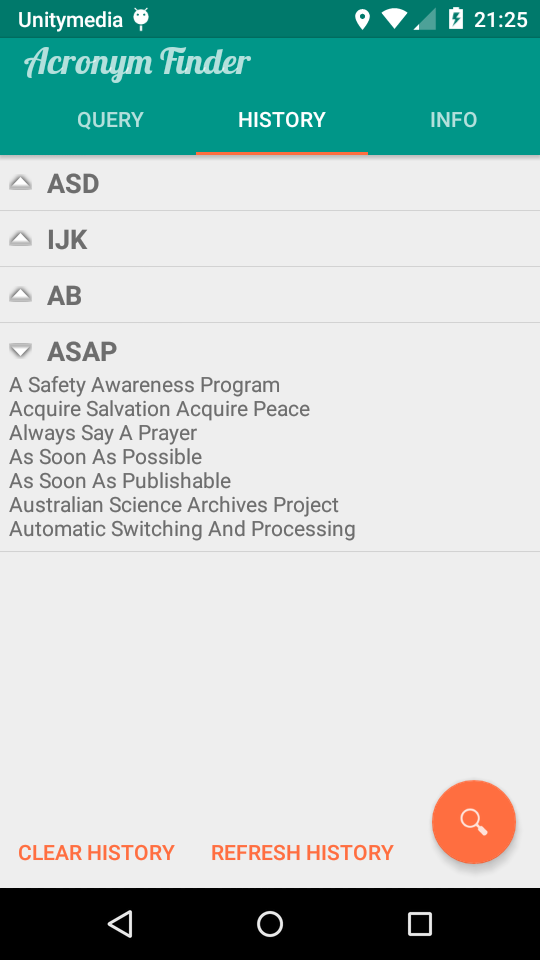 Unitymedia 21:25
Acronym Finder
QUERY HISTORY INFO
ASD
IJK
AB
ASAP
A Safety Awareness Program
Acquire Salvation Acquire Peace
Always Say A Prayer
As Soon As Possible
As Soon As Publishable
Australian Science Archives Project
Automatic Switching And Processing
CLEAR HISTORY REFRESH HISTORY